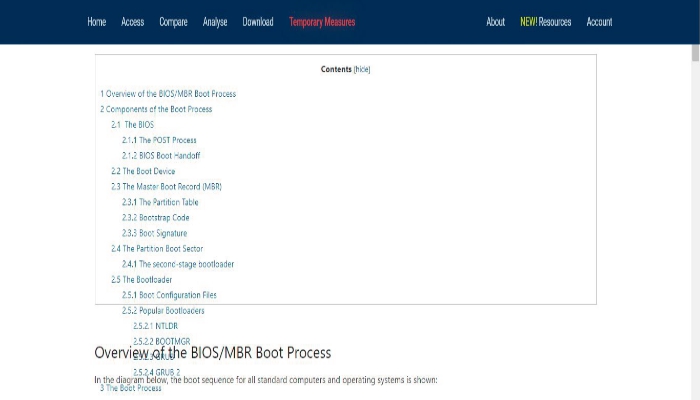 Home Access Compare Analyse Download Temporary Measures About NEW! Resources Account
Contents [hide]
1 Overview of the BIOS/MBR Boot Process
2 Components of the Boot Process
2.1 The BIOS
2.1.1 The POST Process
2.1.2 BIOS Boot Handoff
2.2 The Boot Device
2.3 The Master Boot Record (MBR)
2.3.1 The Partition Table
2.3.2 Bootstrap Code
2.3.3 Boot Signature
2.4 The Partition Boot Sector
2.4.1 The second-stage bootloader
2.5 The Bootloader
2.5.1 Boot Configuration Files
2.5.2 Popular Bootloaders
2.5.2.1 NTLDR
2.5.2.2 BOOTMGR
Overview of the BIOS/MBR Boot Process
2.5.2.3 GRUB
2.5.2.4 GRUB 2
In the diagram below, the boot sequence for all standard computers and operating systems is shown:
3 The Boot Process